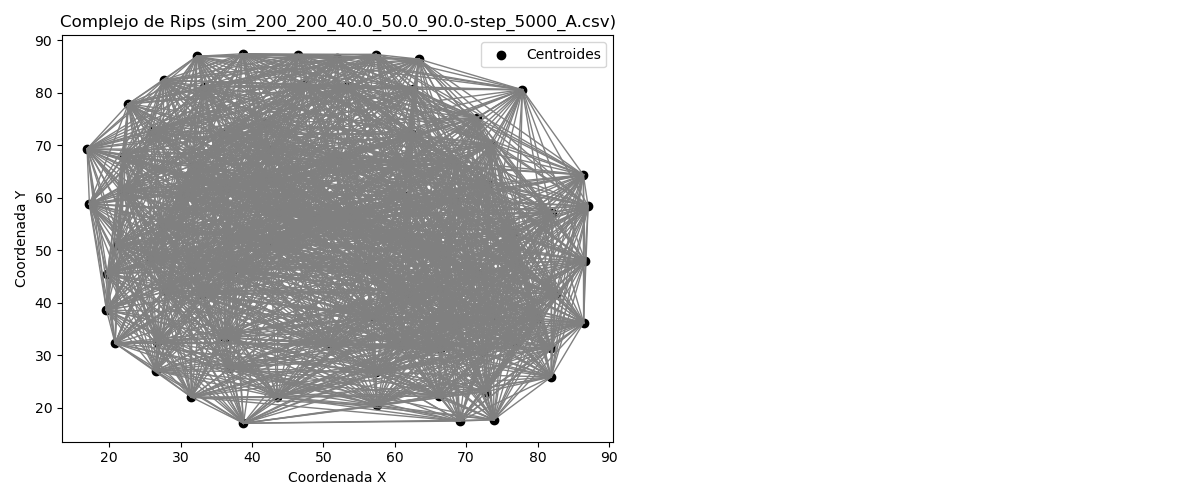 Complejo de Rips (sim_200_200_40.0_50.0_90.0-step_5000_A.csv)
Centroides
Coordenada Y
90
80
70
60
50
40
30
20
20 30 40 50 60 70 80 90
Coordenada X